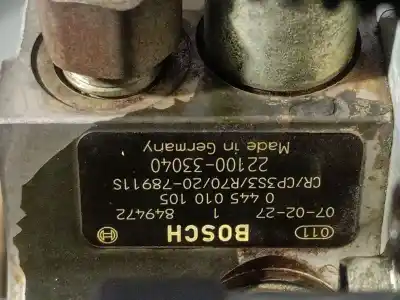 011 BOSCH
07-02-27 1 849472
0 445 010 105
CR/CP3S3/R70/20-78911S
22100-33040
Made in Germany